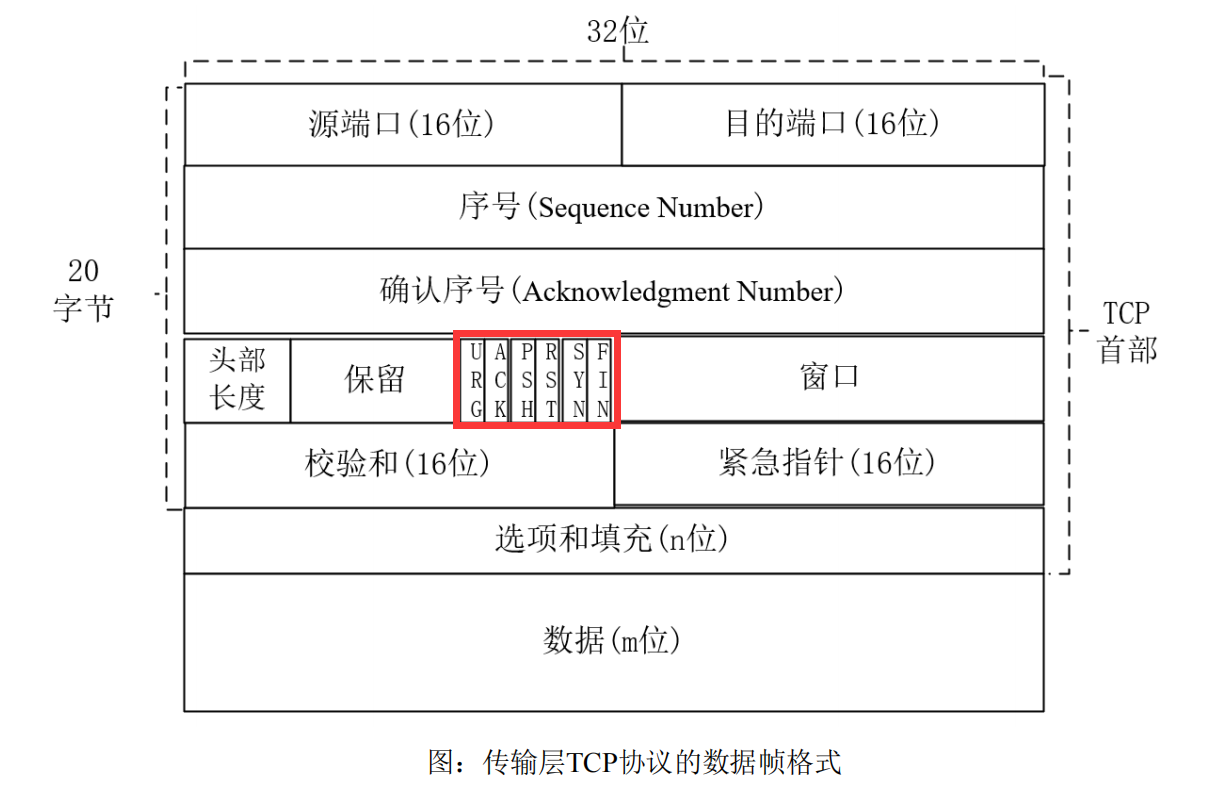 32位
源端口(16位)
目的端口(16位)
序号(Sequence Number)
20
字节
确认序号(Acknowledgment Number)
TCP
首部
头部
长度
保留
URG
ACK
PSH
RST
SYN
FIN
窗口
校验和(16位)
紧急指针(16位)
选项和填充(n位)
数据(m位)
图：传输层TCP协议的数据帧格式